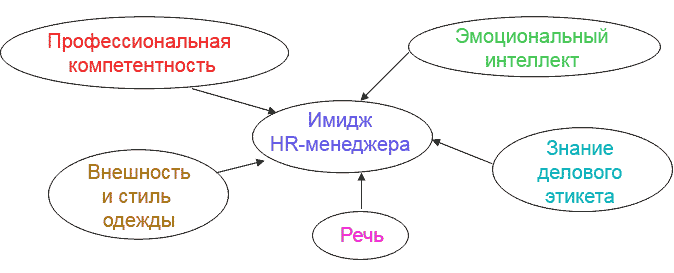 Профессиональная
компетентность
Эмоциональный
интеллект
Имидж
HR-менеджера
Внешность
и стиль
одежды
Знание
делового
этикета
Речь